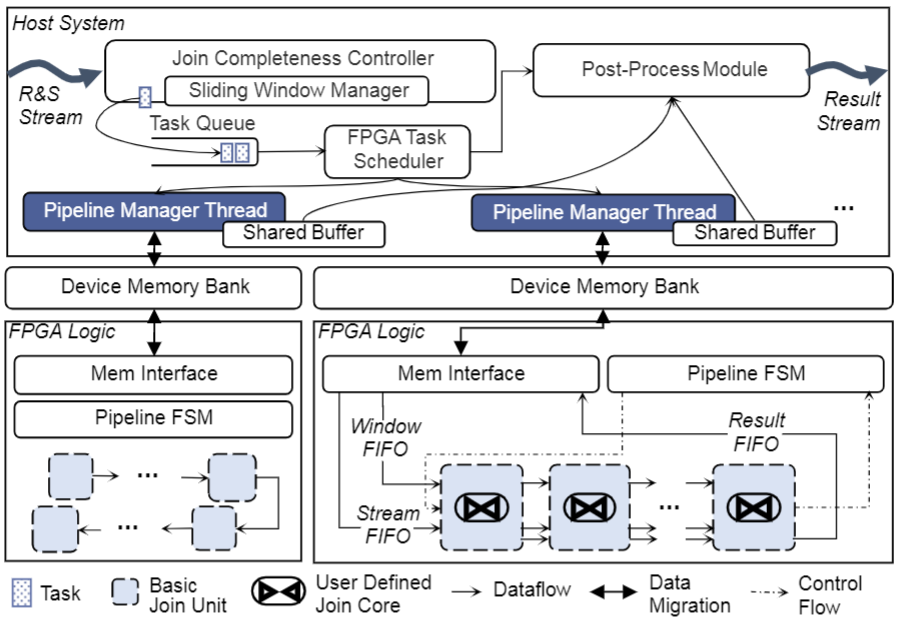 Host System
Join Completeness Controller
Sliding Window Manager
Post-Process Module
R&S
Stream
Result
Stream
Task Queue
FPGA Task
Scheduler
Pipeline Manager Thread
Shared Buffer
Pipeline Manager Thread
Shared Buffer
...
Device Memory Bank
Device Memory Bank
FPGA Logic
Mem Interface
Pipeline FSM
...
...
FPGA Logic
Mem Interface
Pipeline FSM
Window
FIFO
Result
FIFO
Stream
FIFO
...
Task
Basic
Join Unit
User Defined
Join Core
Dataflow
Data
Migration
Control
Flow